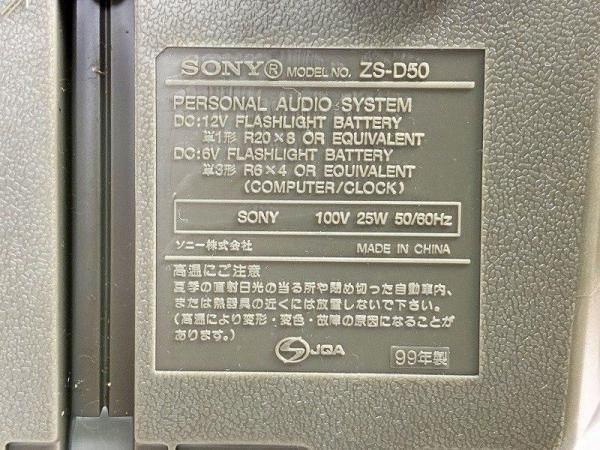 SONY® MODEL NO. ZS-D50
PERSONAL AUDIO SYSTEM
DC:12V FLASHLIGHT BATTERY
単1形 R20×8 OR EQUIVALENT
DC:6V FLASHLIGHT BATTERY
単3形 R6×4 OR EQUIVALENT
(COMPUTER/CLOCK)
SONY 100V 25W 50/60Hz
ソニー株式会社 MADE IN CHINA
高温にご注意
夏季の直射日光の当る所や閉め切った自動車内、
または熱器具の近くには放置しないで下さい。
(高温により変形・変色・故障の原因になることが
あります。)
JQA 99年製